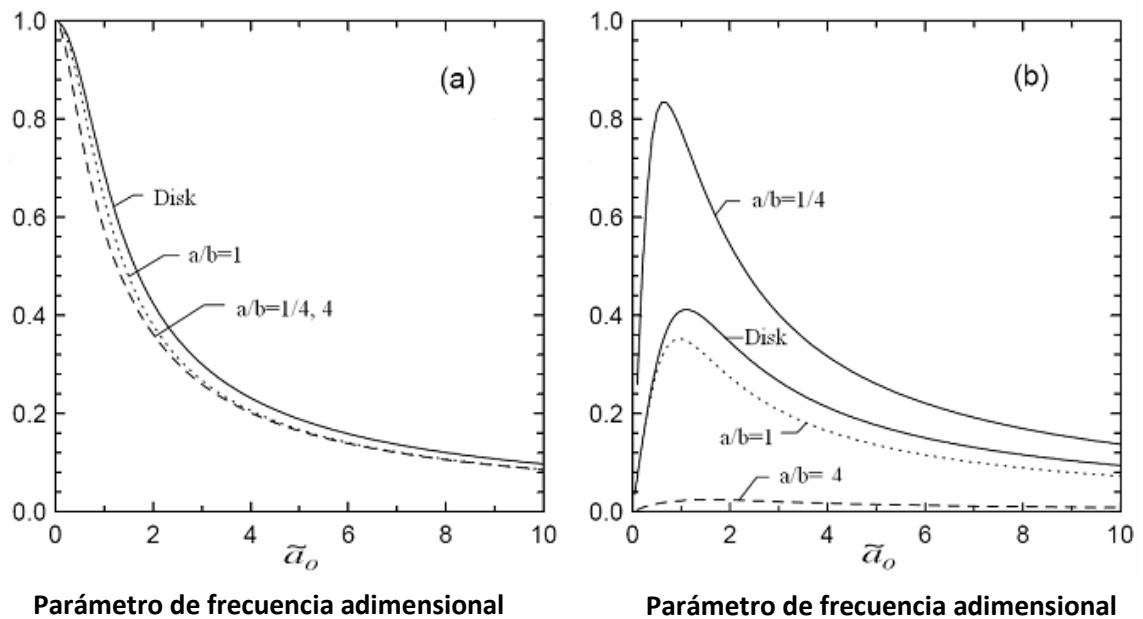 1.0
0.8
0.6
0.4
0.2
0.0
0 2 4 6 8 10
(a)
Disk
a/b=1
a/b=1/4, 4
ã₀
Parámetro de frecuencia adimensional
1.0
0.8
0.6
0.4
0.2
0.0
0 2 4 6 8 10
(b)
a/b=1/4
Disk
a/b=1
a/b= 4
ã₀
Parámetro de frecuencia adimensional